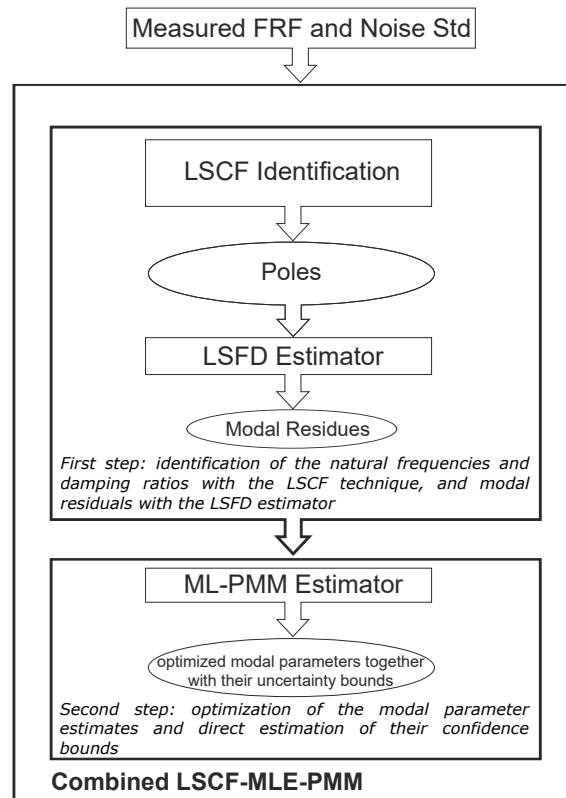 Measured FRF and Noise Std
LSCF Identification
Poles
LSFD Estimator
Modal Residues
First step: identification of the natural frequencies and
damping ratios with the LSCF technique, and modal
residuals with the LSFD estimator
ML-PMM Estimator
optimized modal parameters together
with their uncertainty bounds
Second step: optimization of the modal parameter
estimates and direct estimation of their confidence
bounds
Combined LSCF-MLE-PMM